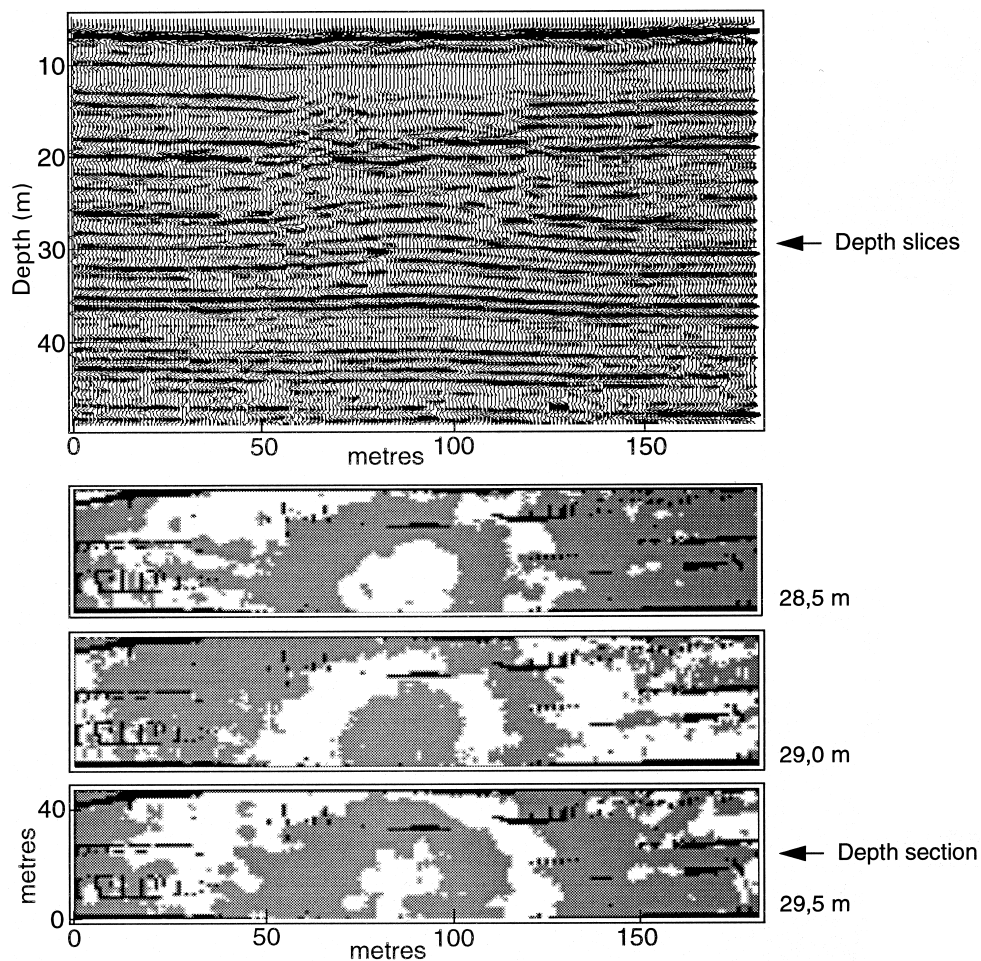 10
20
30
40
Depth (m)
0 50 100 150
metres
Depth slices
28,5 m
29,0 m
40
0
metres
Depth section
29,5 m
0 50 100 150
metres